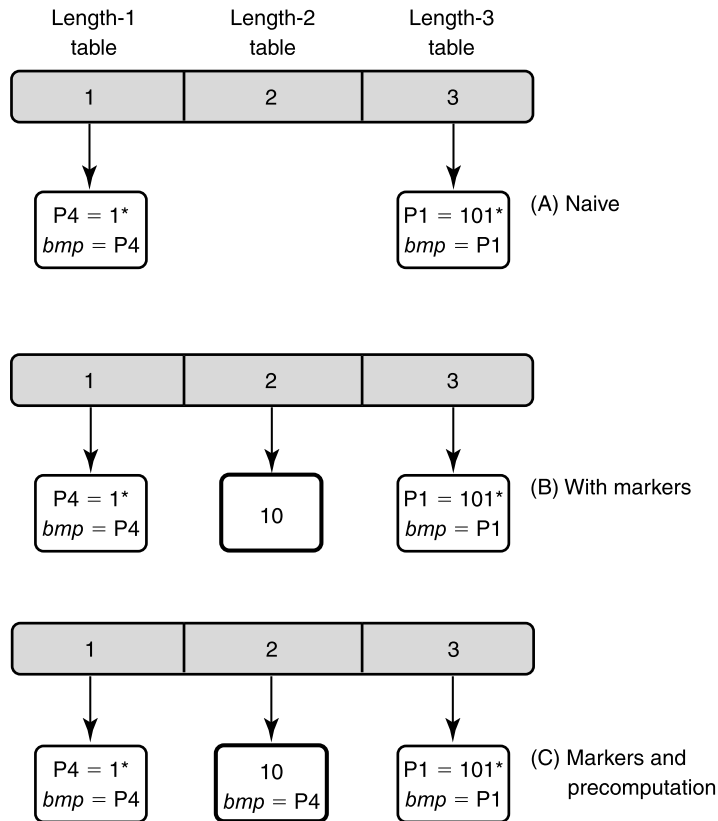 Length-1 Length-2 Length-3
table table table
1 2 3
P4 = 1* P1 = 101* (A) Naive
bmp = P4 bmp = P1
1 2 3
P4 = 1* P1 = 101* (B) With markers
bmp = P4 10 bmp = P1
1 2 3
P4 = 1* 10 P1 = 101* (C) Markers and
bmp = P4 bmp = P4 bmp = P1 precomputation